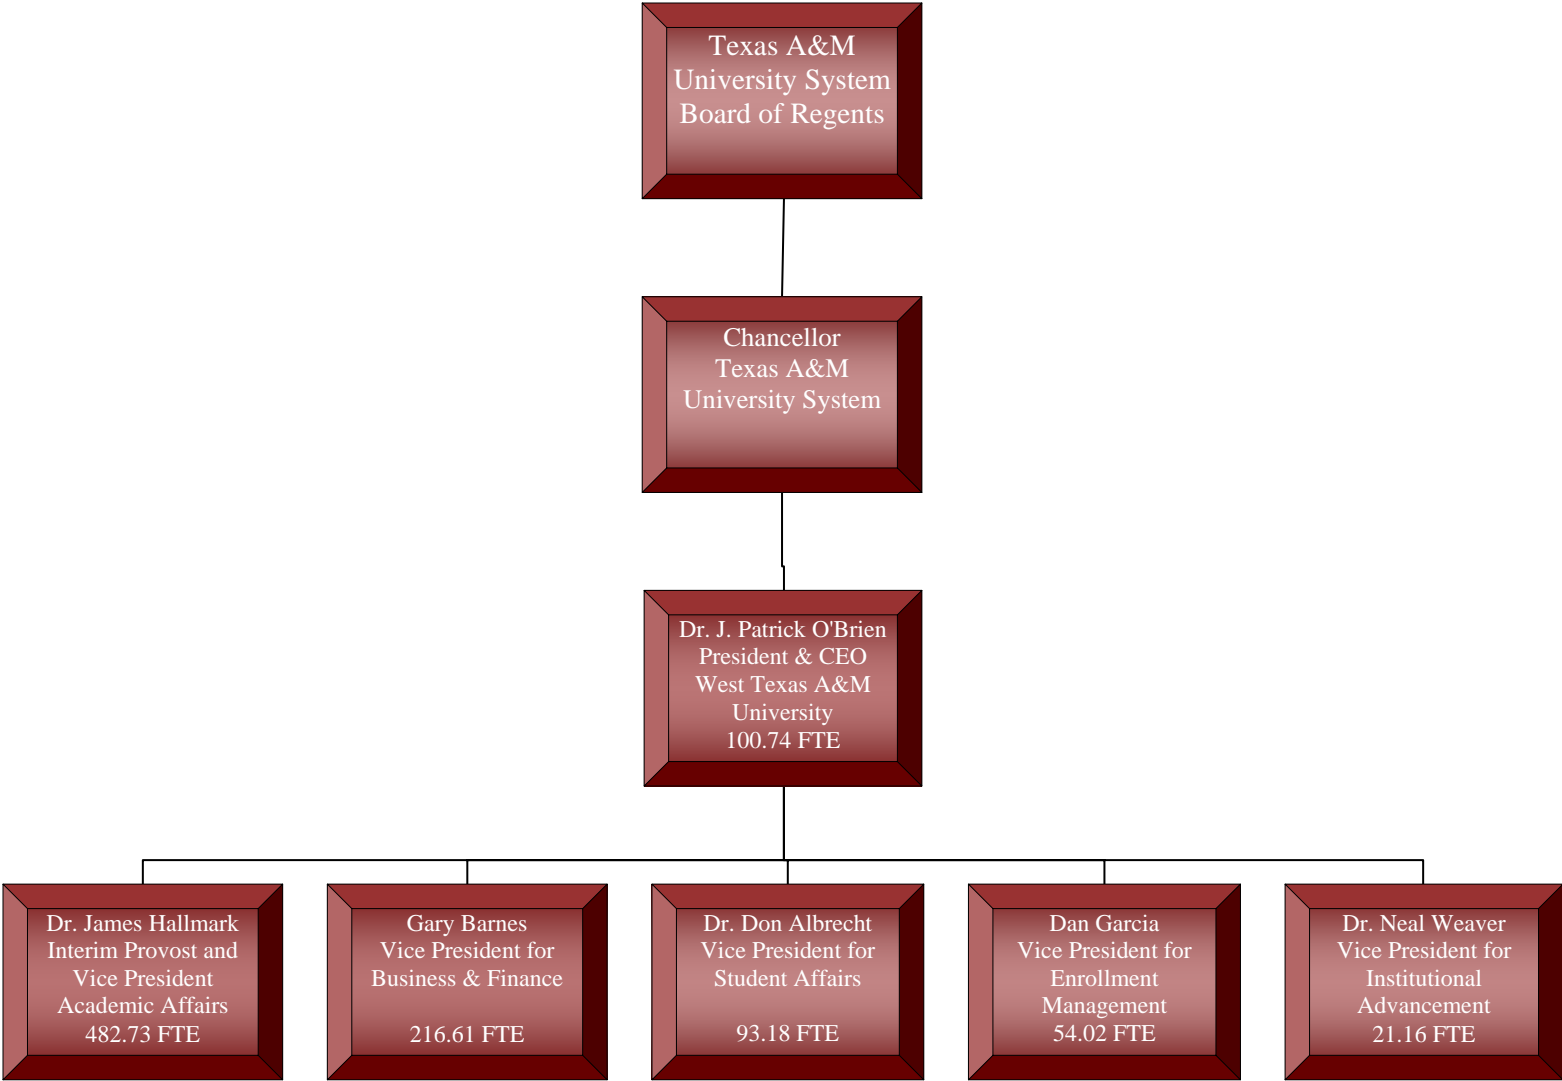 Texas A&M
University System
Board of Regents
Chancellor
Texas A&M
University System
Dr. J. Patrick O'Brien
President & CEO
West Texas A&M
University
100.74 FTE
Dr. James Hallmark
Interim Provost and
Vice President
Academic Affairs
482.73 FTE
Gary Barnes
Vice President for
Business & Finance
216.61 FTE
Dr. Don Albrecht
Vice President for
Student Affairs
93.18 FTE
Dan Garcia
Vice President for
Enrollment
Management
54.02 FTE
Dr. Neal Weaver
Vice President for
Institutional
Advancement
21.16 FTE